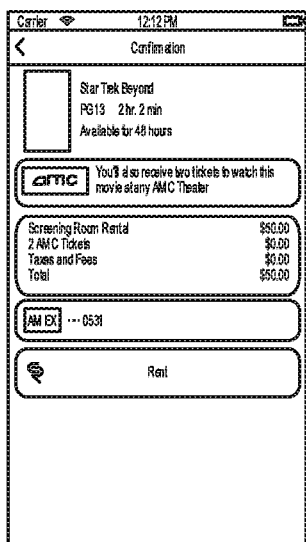 Carrier 12:12 PM
Confirmation
Star Trek Beyond
PG13 2hr. 2 min
Available for 48 hours
amc You'll also receive two tickets to watch this
movie at any AMC Theater
Screening Room Rental $50.00
2 AMC Tickets $0.00
Taxes and Fees $0.00
Total $50.00
AM EX ··· 0531
Rent